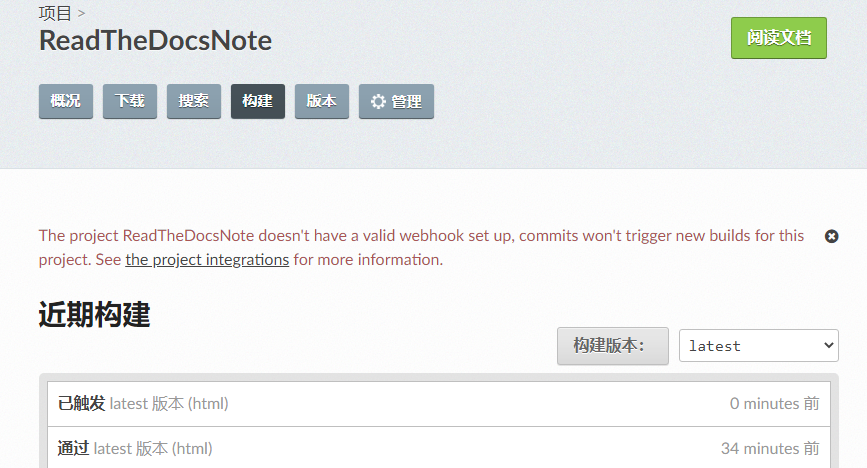 项目 >
ReadTheDocsNote
阅读文档
概况 下载 搜索 构建 版本 管理
The project ReadTheDocsNote doesn't have a valid webhook set up, commits won't trigger new builds for this
project. See the project integrations for more information.
近期构建
构建版本: latest
已触发 latest 版本 (html) 0 minutes 前
通过 latest 版本 (html) 34 minutes 前